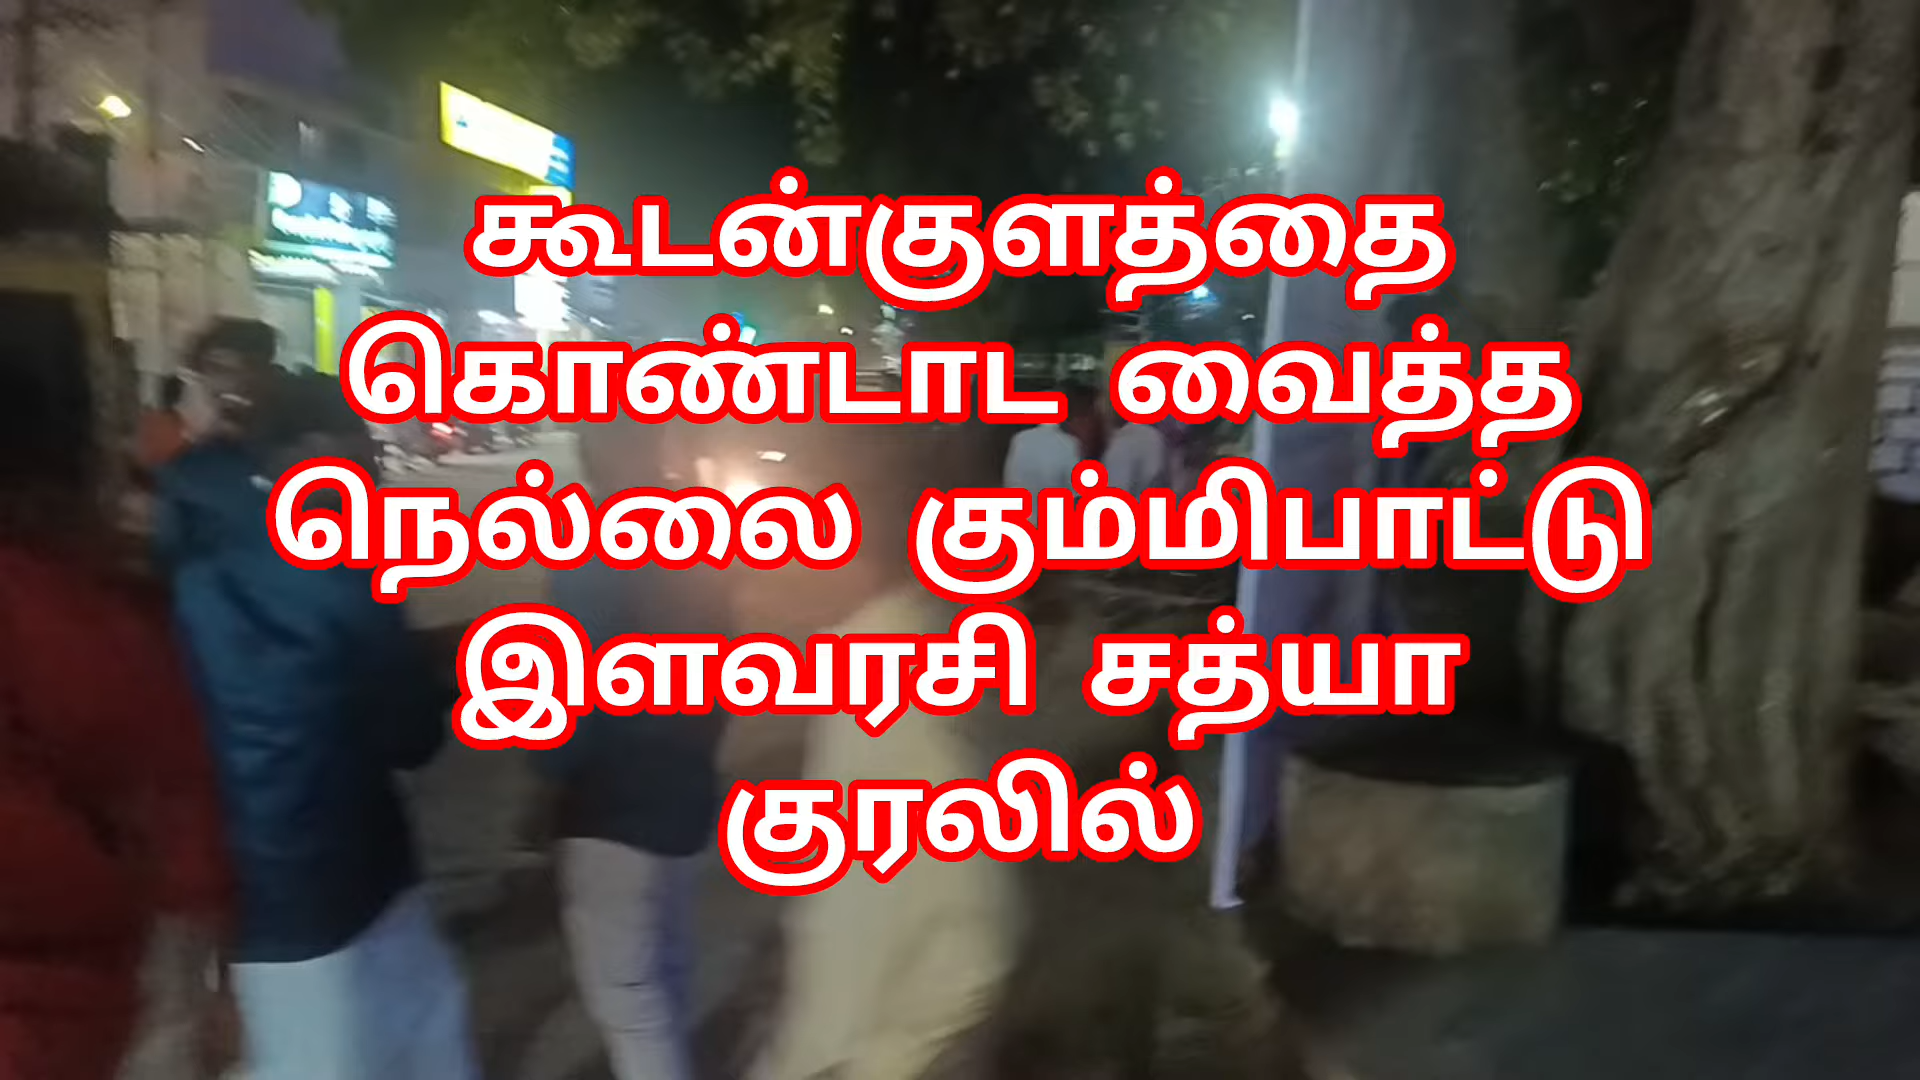 கூடன்குளத்தை
கொண்டாட வைத்த
நெல்லை கும்மிபாட்டு
இளவரசி சத்யா
குரலில்